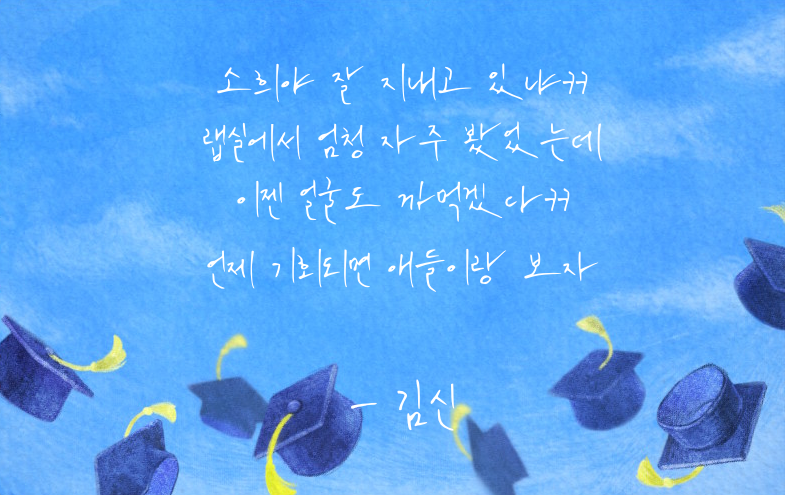 소희야 잘 지내고 있냐ㅋㅋ
랩실에서 엄청 자주 봤었는데
이젠 얼굴도 까먹겠다ㅋㅋ
언제 기회되면 애들이랑 보자
- 김신